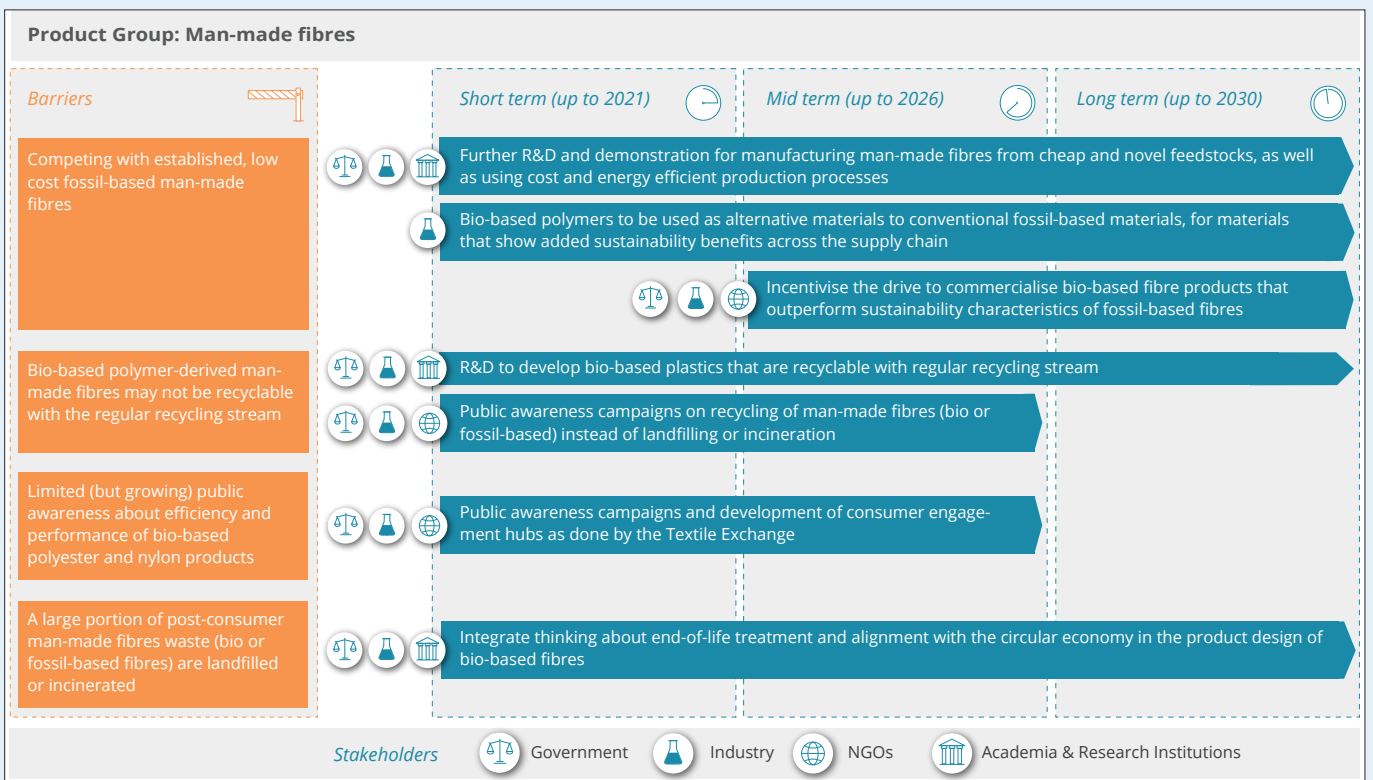 Product Group: Man-made fibres
Barriers
Short term (up to 2021)
Mid term (up to 2026)
Long term (up to 2030)
Competing with established, low
cost fossil-based man-made
fibres
Further R&D and demonstration for manufacturing man-made fibres from cheap and novel feedstocks, as well
as using cost and energy efficient production processes
Bio-based polymers to be used as alternative materials to conventional fossil-based materials, for materials
that show added sustainability benefits across the supply chain
Incentivise the drive to commercialise bio-based fibre products that
outperform sustainability characteristics of fossil-based fibres
Bio-based polymer-derived man-
made fibres may not be recyclable
with the regular recycling stream
R&D to develop bio-based plastics that are recyclable with regular recycling stream
Public awareness campaigns on recycling of man-made fibres (bio or
fossil-based) instead of landfilling or incineration
Limited (but growing) public
awareness about efficiency and
performance of bio-based
polyester and nylon products
Public awareness campaigns and development of consumer engage-
ment hubs as done by the Textile Exchange
A large portion of post-consumer
man-made fibres waste (bio or
fossil-based fibres) are landfilled
or incinerated
Integrate thinking about end-of-life treatment and alignment with the circular economy in the product design of
bio-based fibres
Stakeholders
Government
Industry
NGOs
Academia & Research Institutions